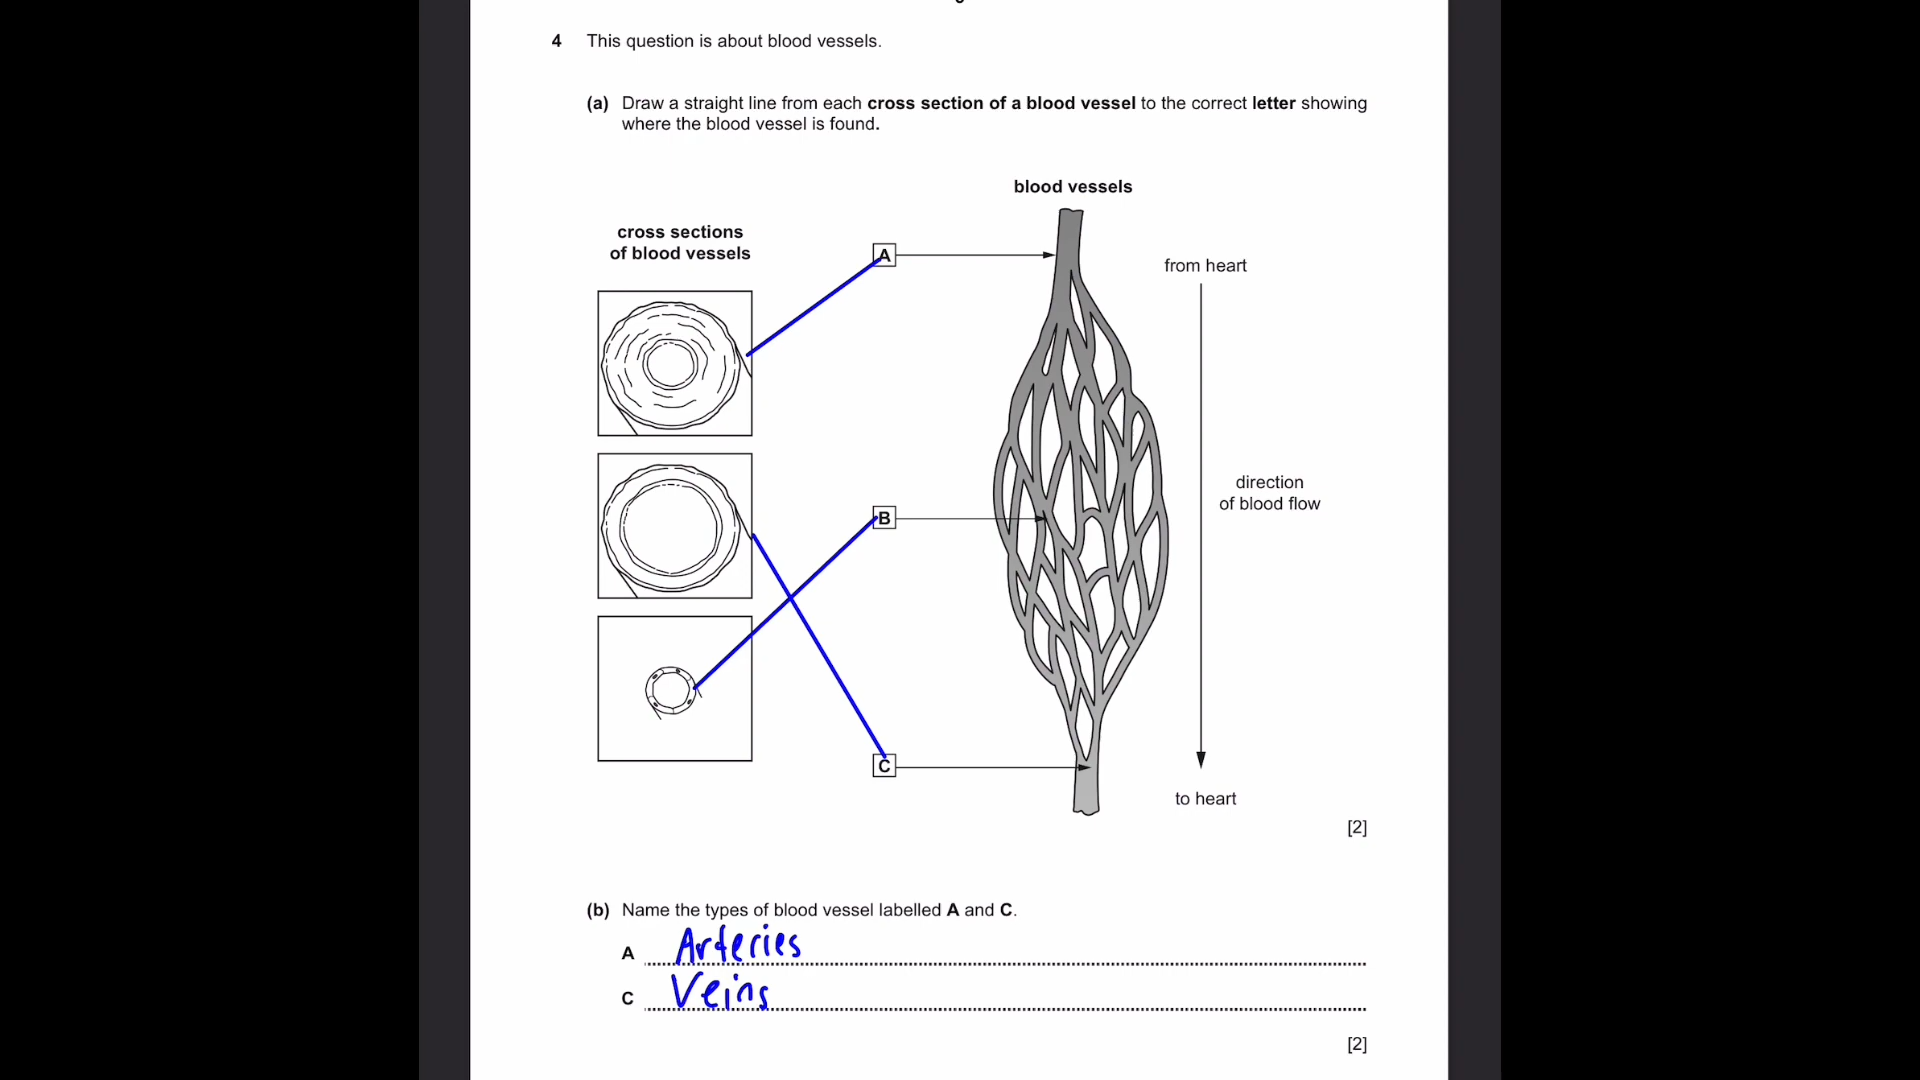 4 This question is about blood vessels.
(a) Draw a straight line from each cross section of a blood vessel to the correct letter showing
where the blood vessel is found.
blood vessels
cross sections
of blood vessels
A
from heart
B
direction
of blood flow
C
to heart
[2]
(b) Name the types of blood vessel labelled A and C.
A Arteries
C Veins
[2]